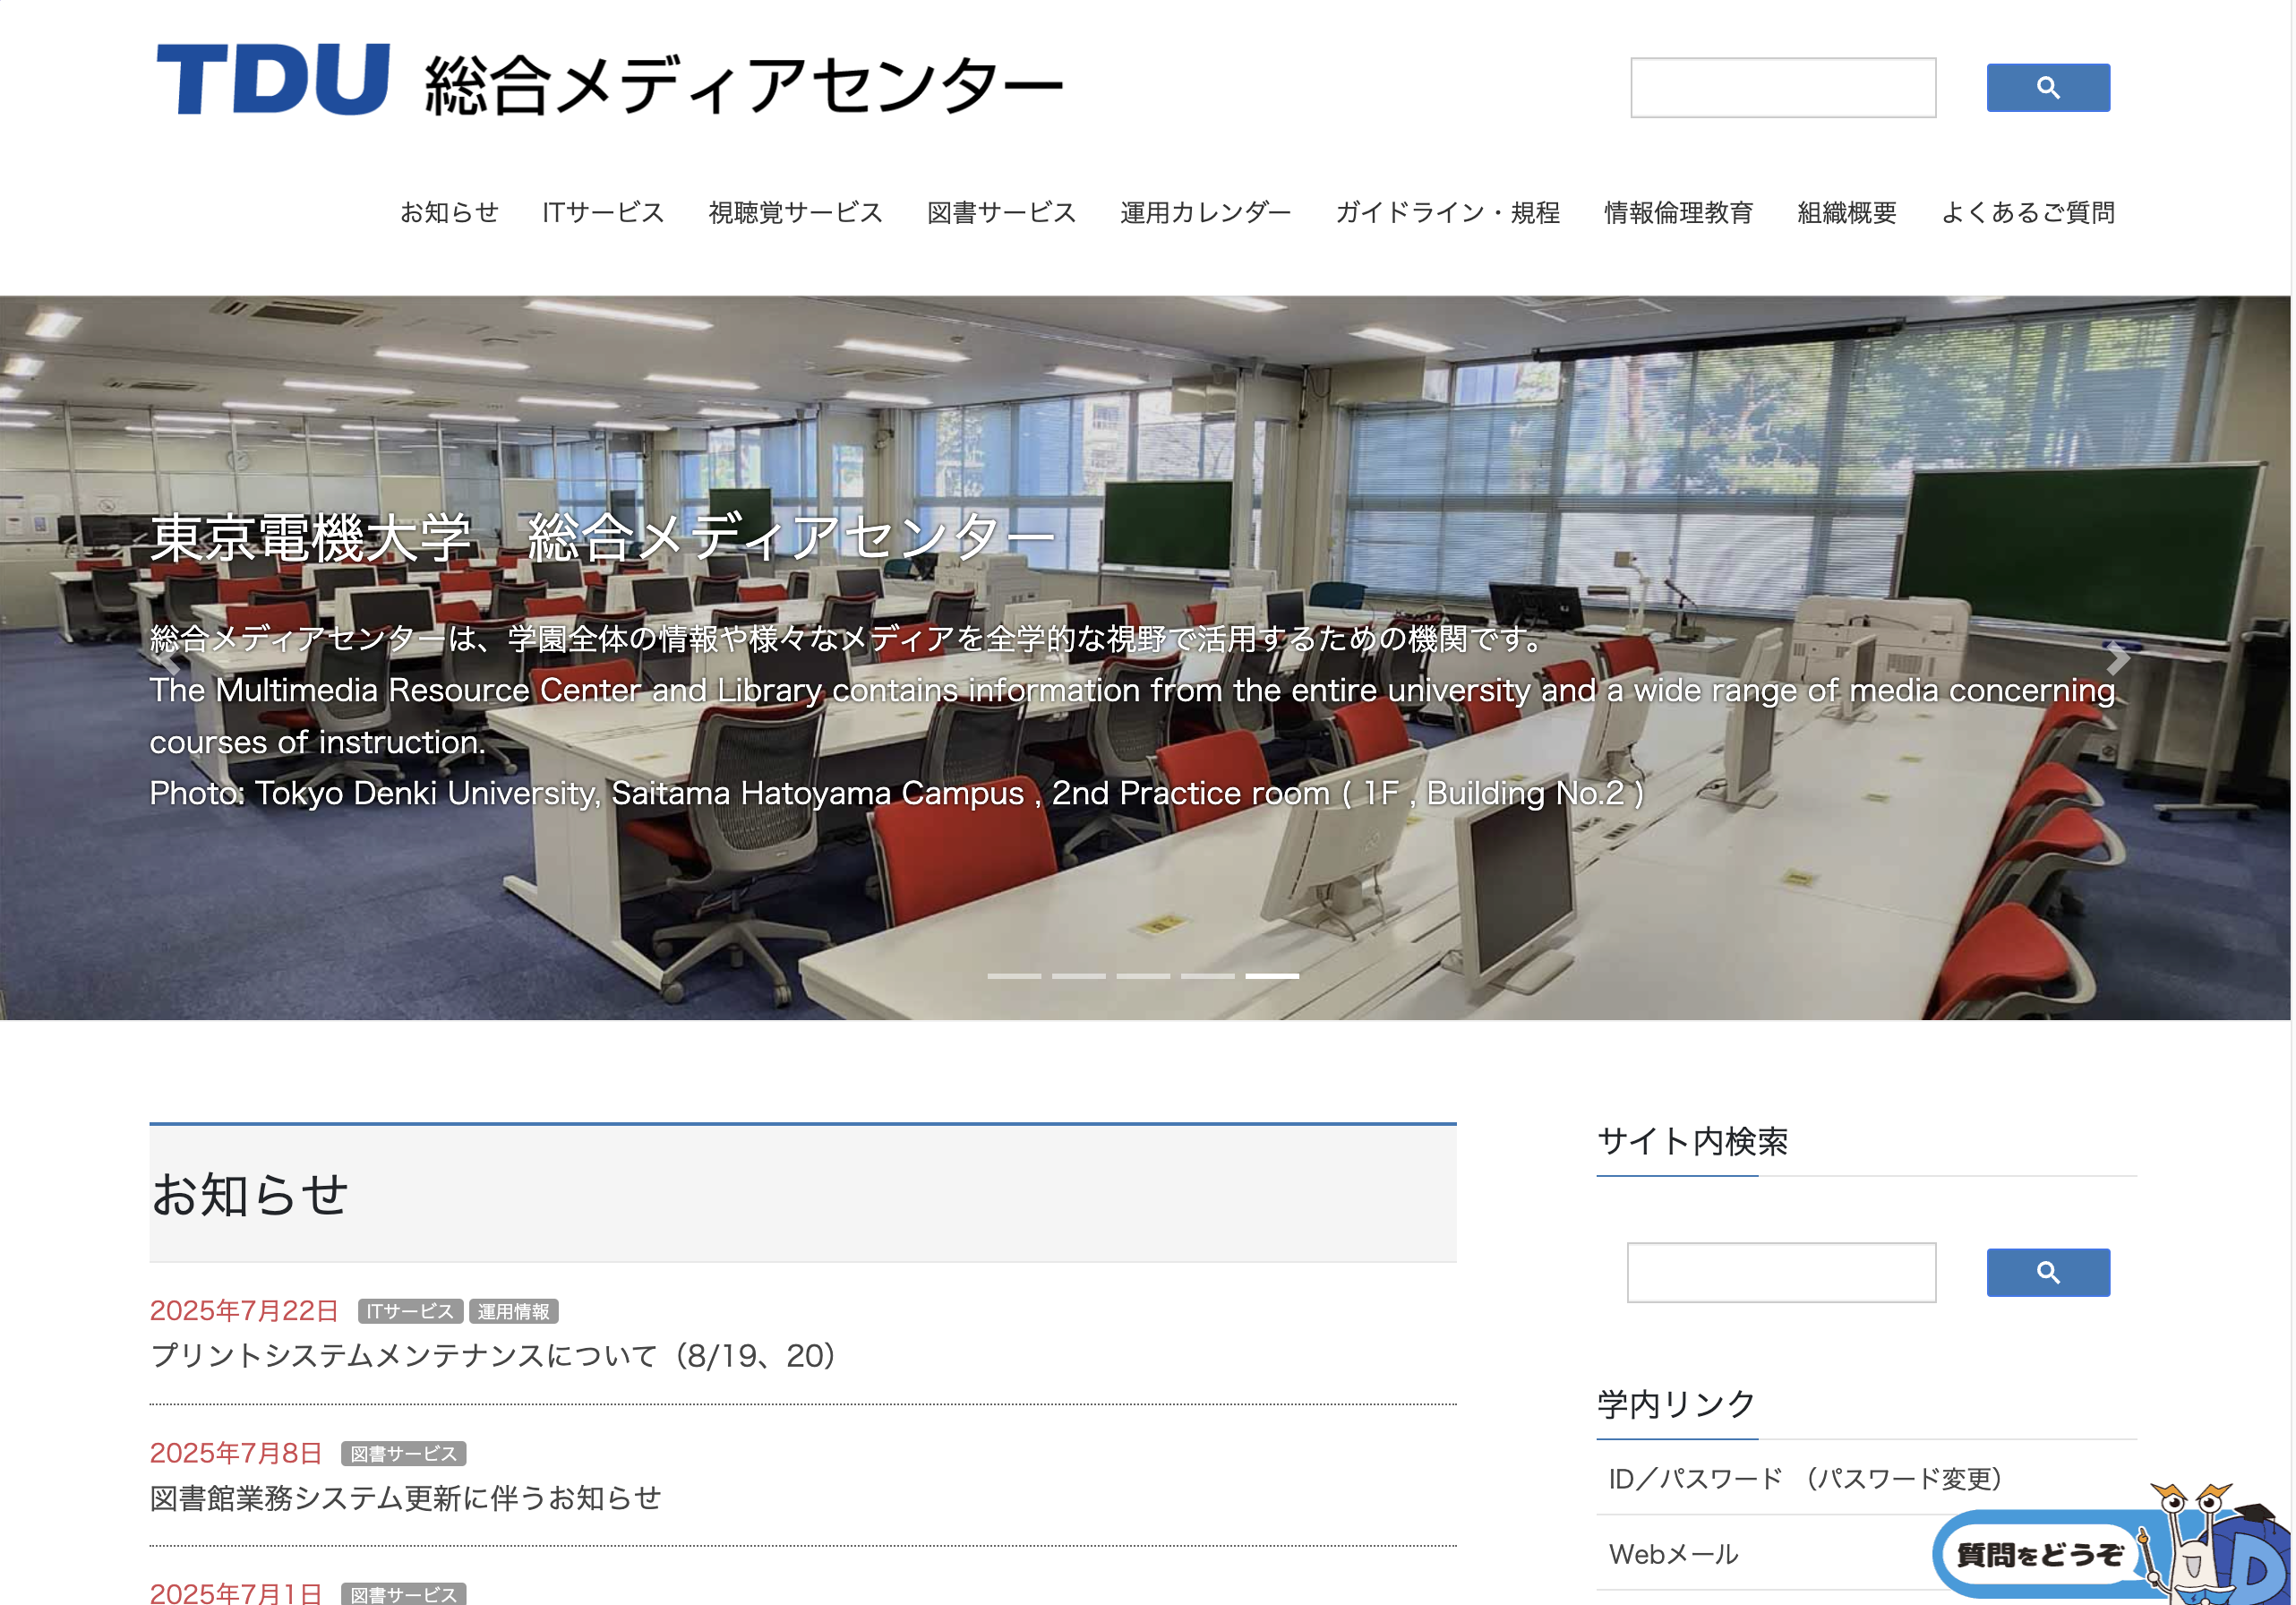 TDU 総合メディアセンター
お知らせ ITサービス 視聴覚サービス 図書サービス 運用カレンダー ガイドライン・規程 情報倫理教育 組織概要 よくあるご質問
東京電機大学　総合メディアセンター
総合メディアセンターは、学園全体の情報や様々なメディアを全学的な視野で活用するための機関です。
The Multimedia Resource Center and Library contains information from the entire university and a wide range of media concerning
courses of instruction.
Photo: Tokyo Denki University, Saitama Hatoyama Campus , 2nd Practice room ( 1F , Building No.2 )
お知らせ
2025年7月22日 ITサービス 運用情報
プリントシステムメンテナンスについて（8/19、20）
2025年7月8日 図書サービス
図書館業務システム更新に伴うお知らせ
2025年7月1日 図書サービス
サイト内検索
学内リンク
ID／パスワード （パスワード変更）
Webメール
質問をどうぞ
D